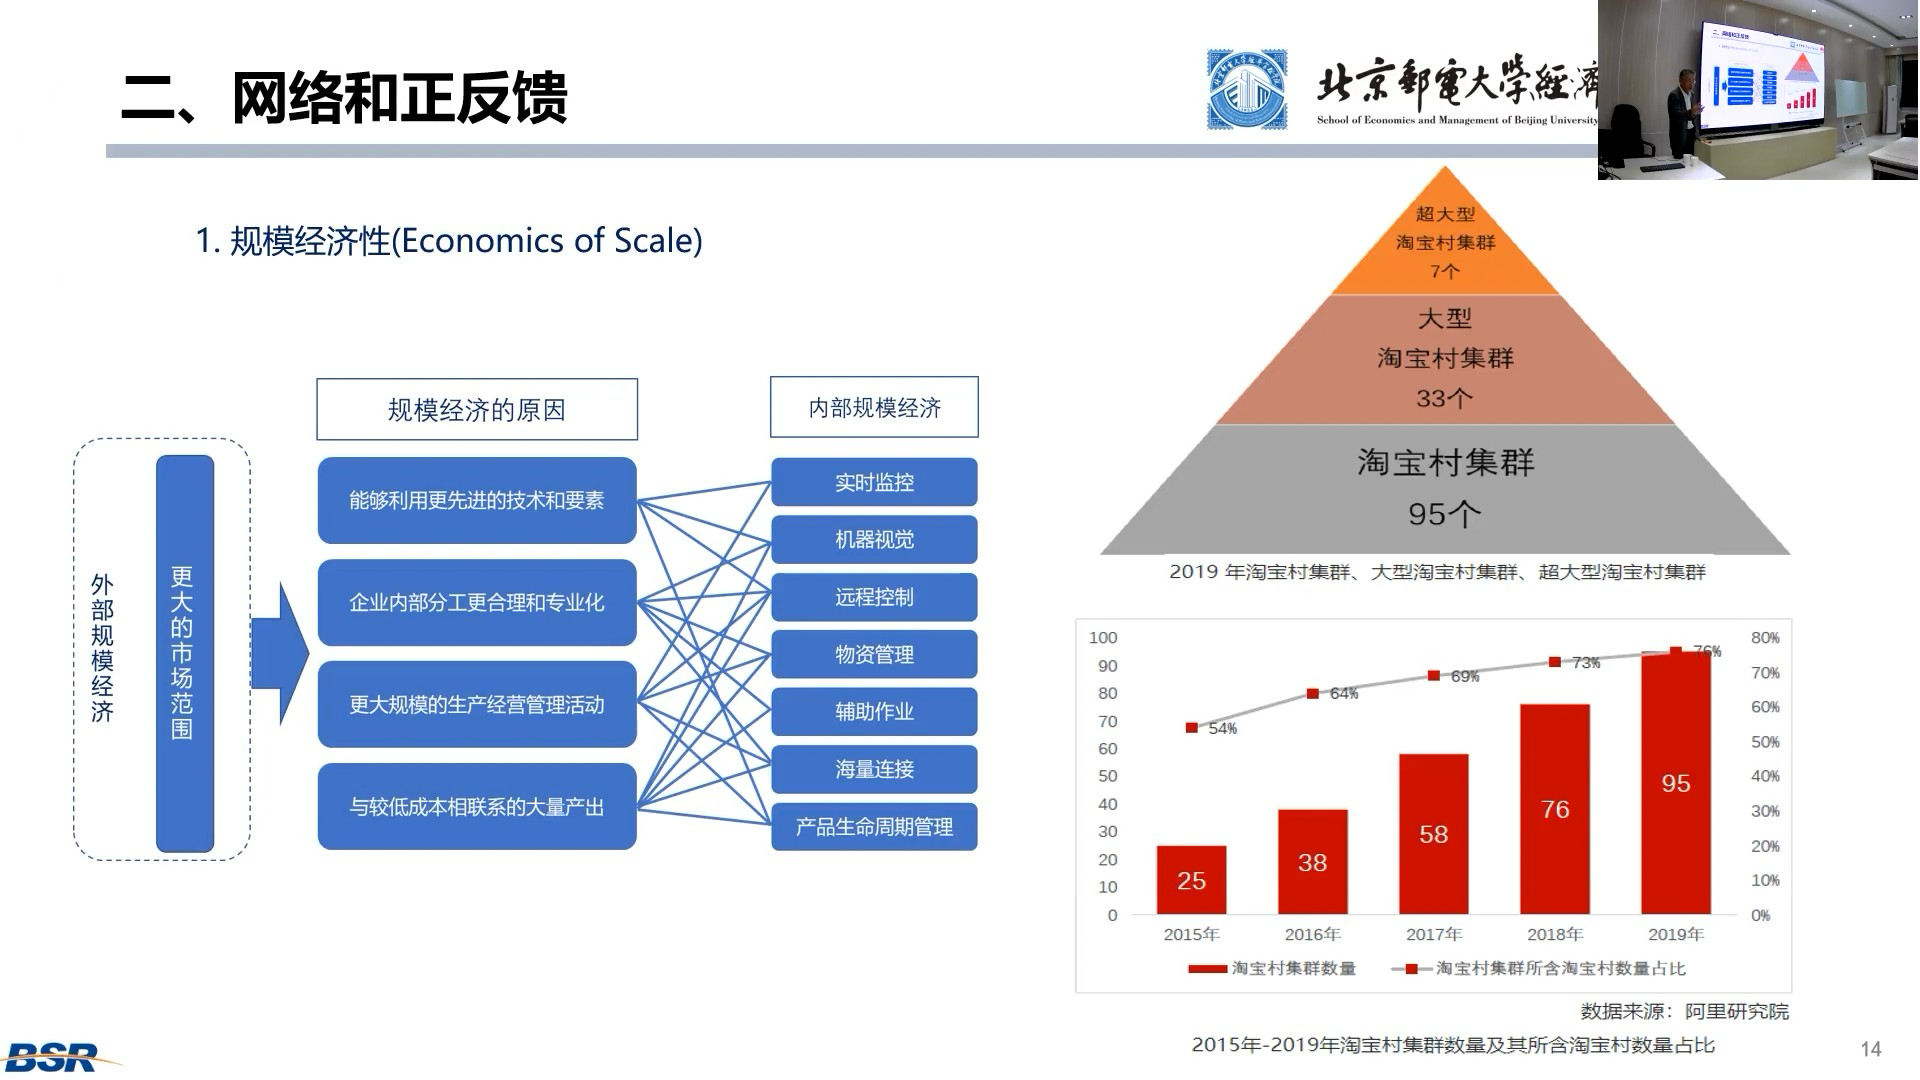 二、网络和正反馈
北京邮电大学经济
School of Economics and Management of Beijing University
1. 规模经济性(Economics of Scale)
外部规模经济
更大的市场范围
规模经济的原因
能够利用更先进的技术和要素
企业内部分工更合理和专业化
更大规模的生产经营管理活动
与较低成本相联系的大量产出
内部规模经济
实时监控
机器视觉
远程控制
物资管理
辅助作业
海量连接
产品生命周期管理
超大型
淘宝村集群
7个
大型
淘宝村集群
33个
淘宝村集群
95个
2019 年淘宝村集群、大型淘宝村集群、超大型淘宝村集群
100
90
80
70
60
50
40
30
20
10
0
80%
70%
60%
50%
40%
30%
20%
10%
0%
54%
64%
69%
73%
76%
25
38
58
76
95
2015年
2016年
2017年
2018年
2019年
淘宝村集群数量
淘宝村集群所含淘宝村数量占比
数据来源：阿里研究院
2015年-2019年淘宝村集群数量及其所含淘宝村数量占比
BSR
14